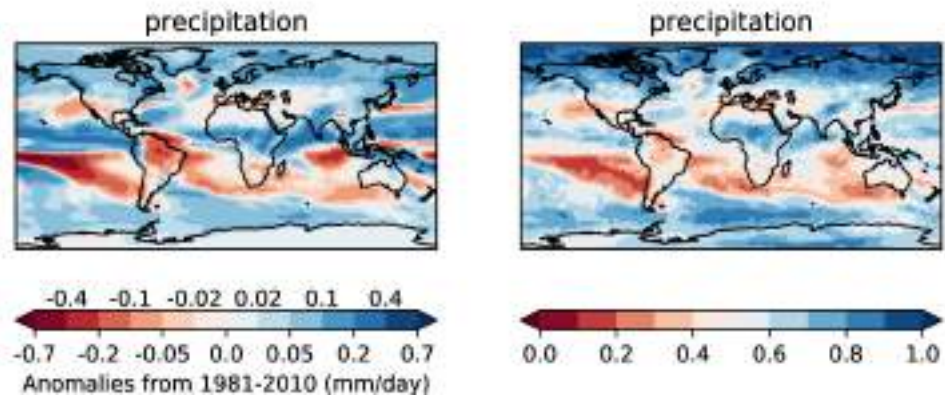 precipitation
precipitation
-0.4 -0.1 -0.02 0.02 0.1 0.4
-0.7 -0.2 -0.05 0.0 0.05 0.2 0.7
Anomalies from 1981-2010 (mm/day)
0.0 0.2 0.4 0.6 0.8 1.0